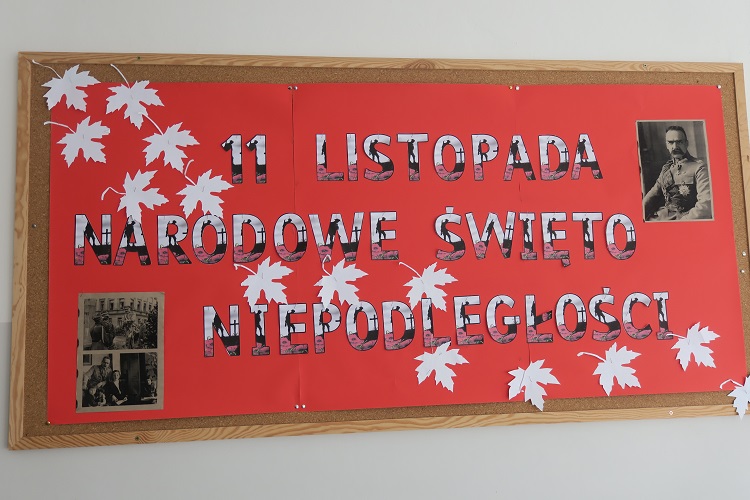 11 LISTOPADA
NARODOWE ŚWIĘTO
NIEPODLEGŁOŚCI